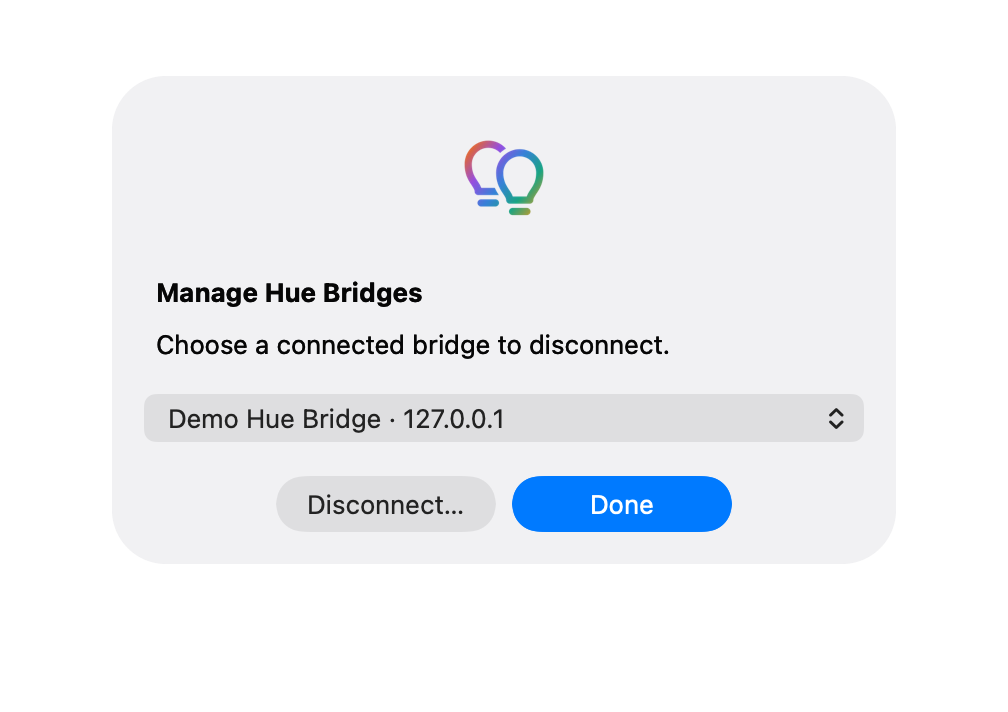 Manage Hue Bridges
Choose a connected bridge to disconnect.
Demo Hue Bridge · 127.0.0.1
Disconnect...
Done